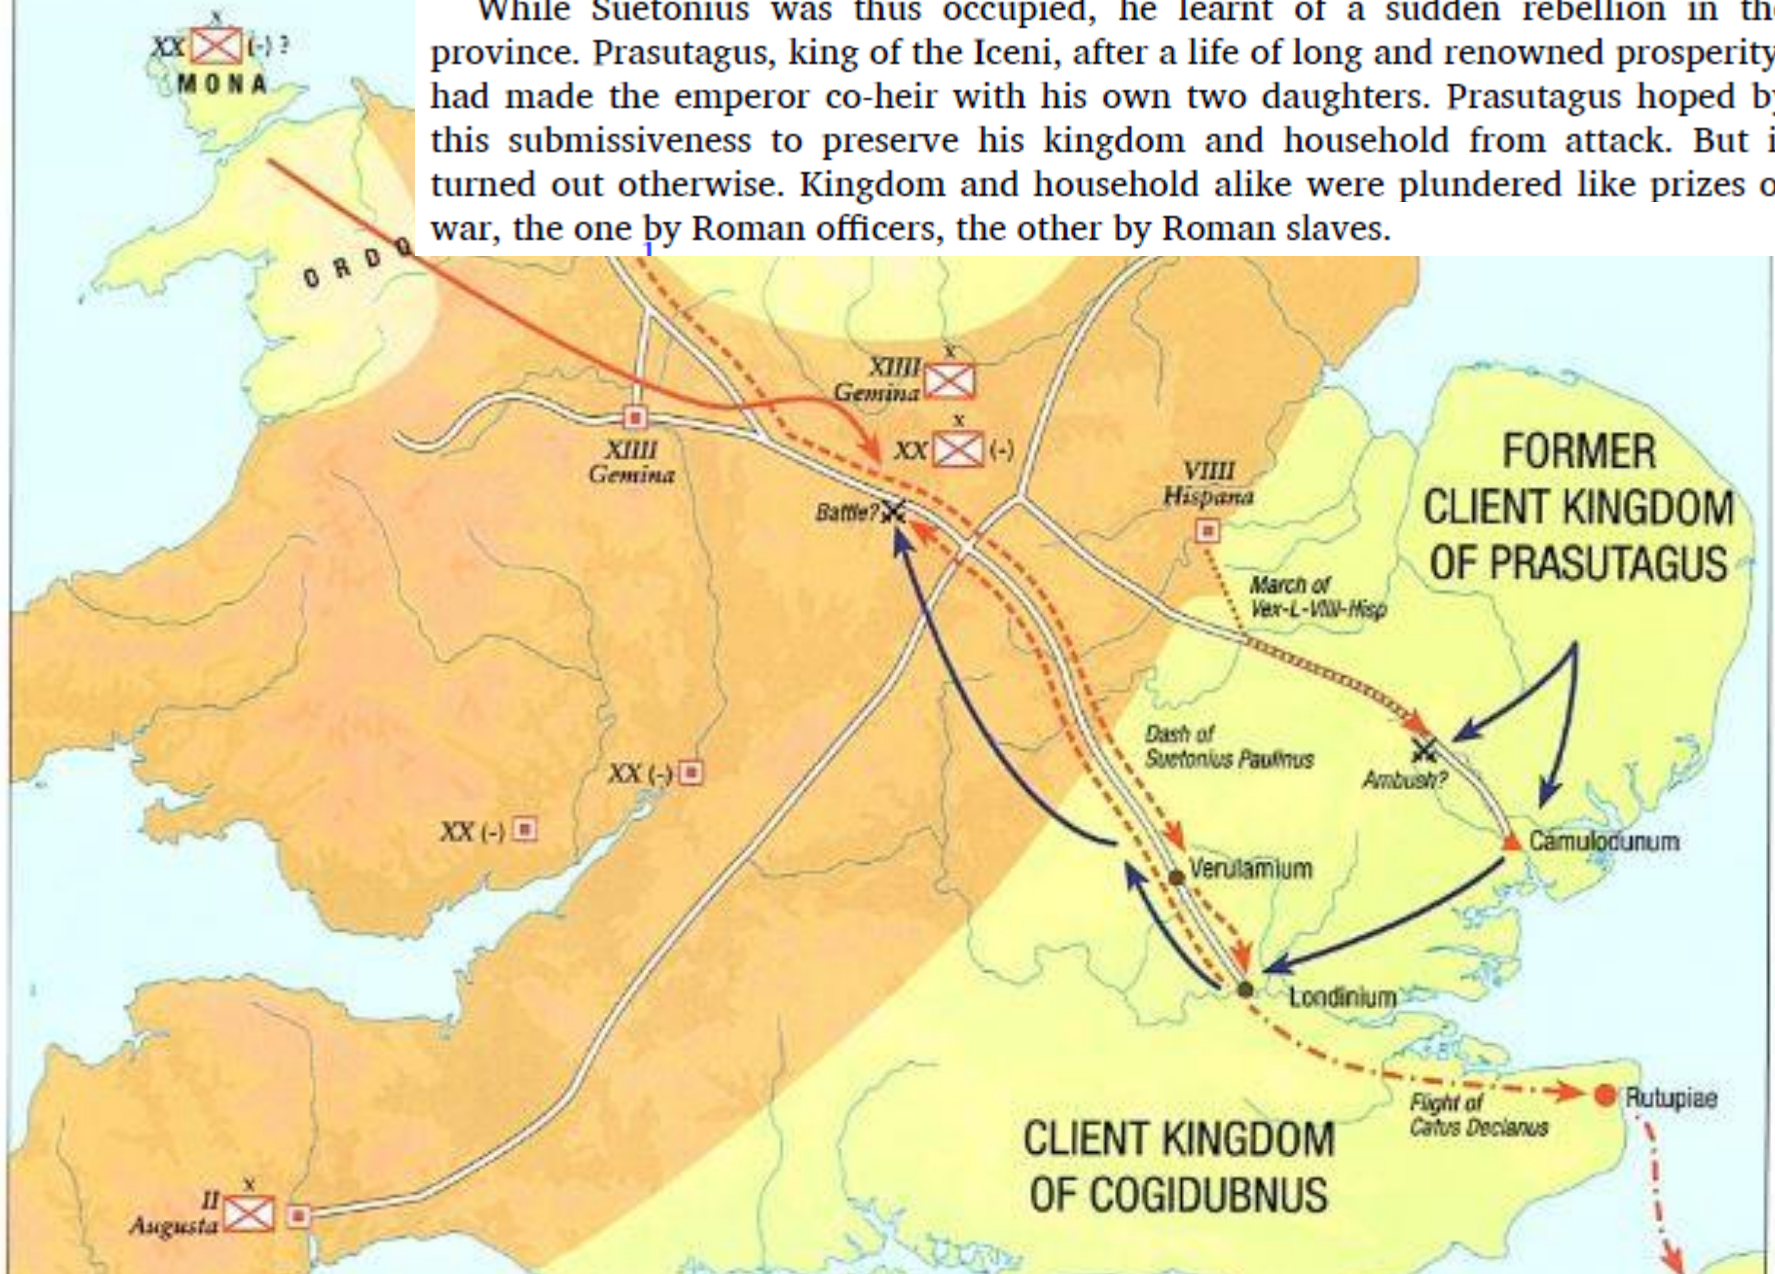 While Suetonius was thus occupied, he learnt of a sudden rebellion in the
province. Prasutagus, king of the Iceni, after a life of long and renowned prosperity
had made the emperor co-heir with his own two daughters. Prasutagus hoped by
this submissiveness to preserve his kingdom and household from attack. But i
turned out otherwise. Kingdom and household alike were plundered like prizes o
war, the one by Roman officers, the other by Roman slaves.
1
x
XX (-) ?
MONA
ORDO
x
XIIII
Gemina
x
XX (-)
XIIII
Gemina
Battle?
VIIII
Hispana
FORMER
CLIENT KINGDOM
OF PRASUTAGUS
March of
Vex-L-VIIII-Hisp
Dash of
Suetonius Paulinus
Ambush?
XX (-)
XX (-)
Camulodunum
Verulamium
Londinium
Flight of
Catus Decianus
Rutupiae
CLIENT KINGDOM
OF COGIDUBNUS
x
II
Augusta